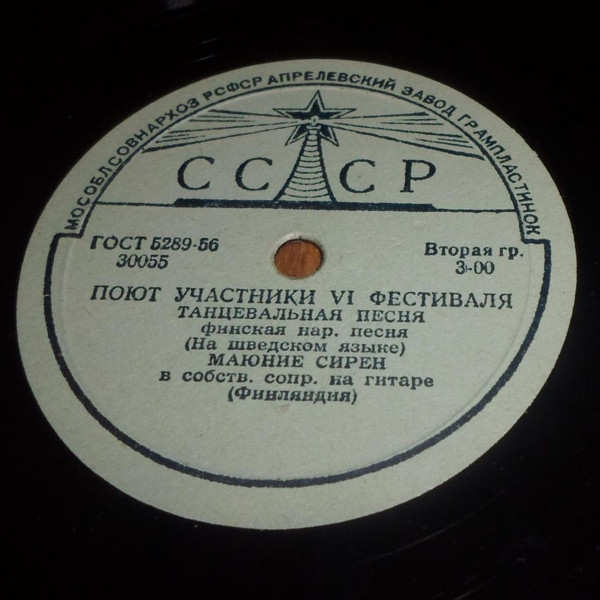 МОСОБЛСОВНАРХОЗ РСФСР АПРЕЛЕВСКИЙ ЗАВОД ГРАМПЛАСТИНОК
СССР
ГОСТ 5289-56
30055
Вторая гр.
3-00
ПОЮТ УЧАСТНИКИ VI ФЕСТИВАЛЯ
ТАНЦЕВАЛЬНАЯ ПЕСНЯ
финская нар. песня
(На шведском языке)
МАЮНИЕ СИРЕН
в собств. сопр. на гитаре
(Финляндия)